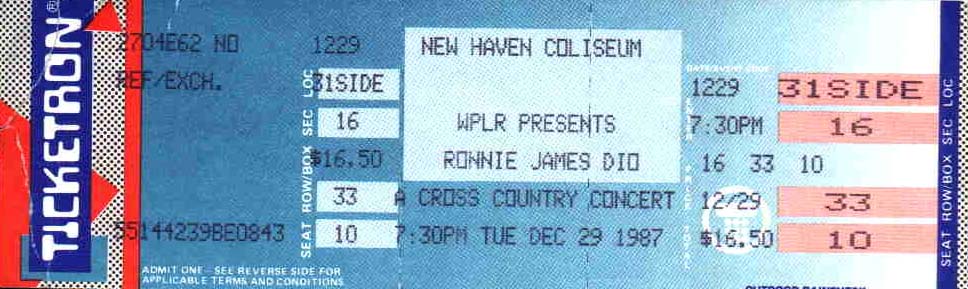 TICKETRON
2704E62 NO 1229 NEW HAVEN COLISEUM
REF/EXCH. 31SIDE 1229 31SIDE
16 WPLR PRESENTS 7:30PM 16
$16.50 RONNIE JAMES DIO 16 33 10
33 A CROSS COUNTRY CONCERT 12/29 33
55144239BE0843 10 7:30PM TUE DEC 29 1987 $16.50 10
SEAT ROW/BOX SEC LOC
SEAT ROW/BOX SEC LOC
ADMIT ONE - SEE REVERSE SIDE FOR
APPLICABLE TERMS AND CONDITIONS